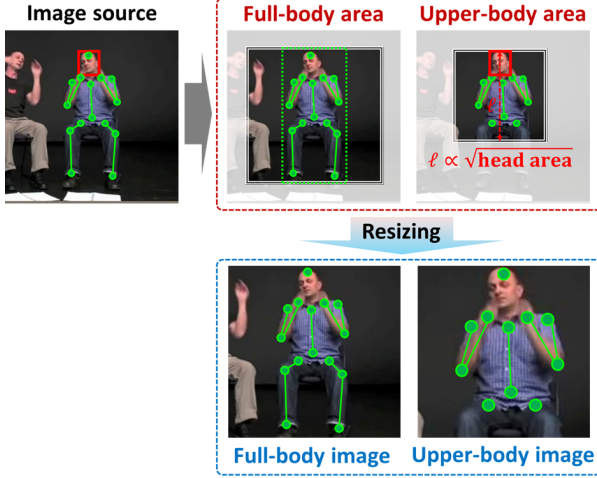 Image source
Full-body area
Upper-body area
ℓ
ℓ ∝ √head area
Resizing
Full-body image
Upper-body image